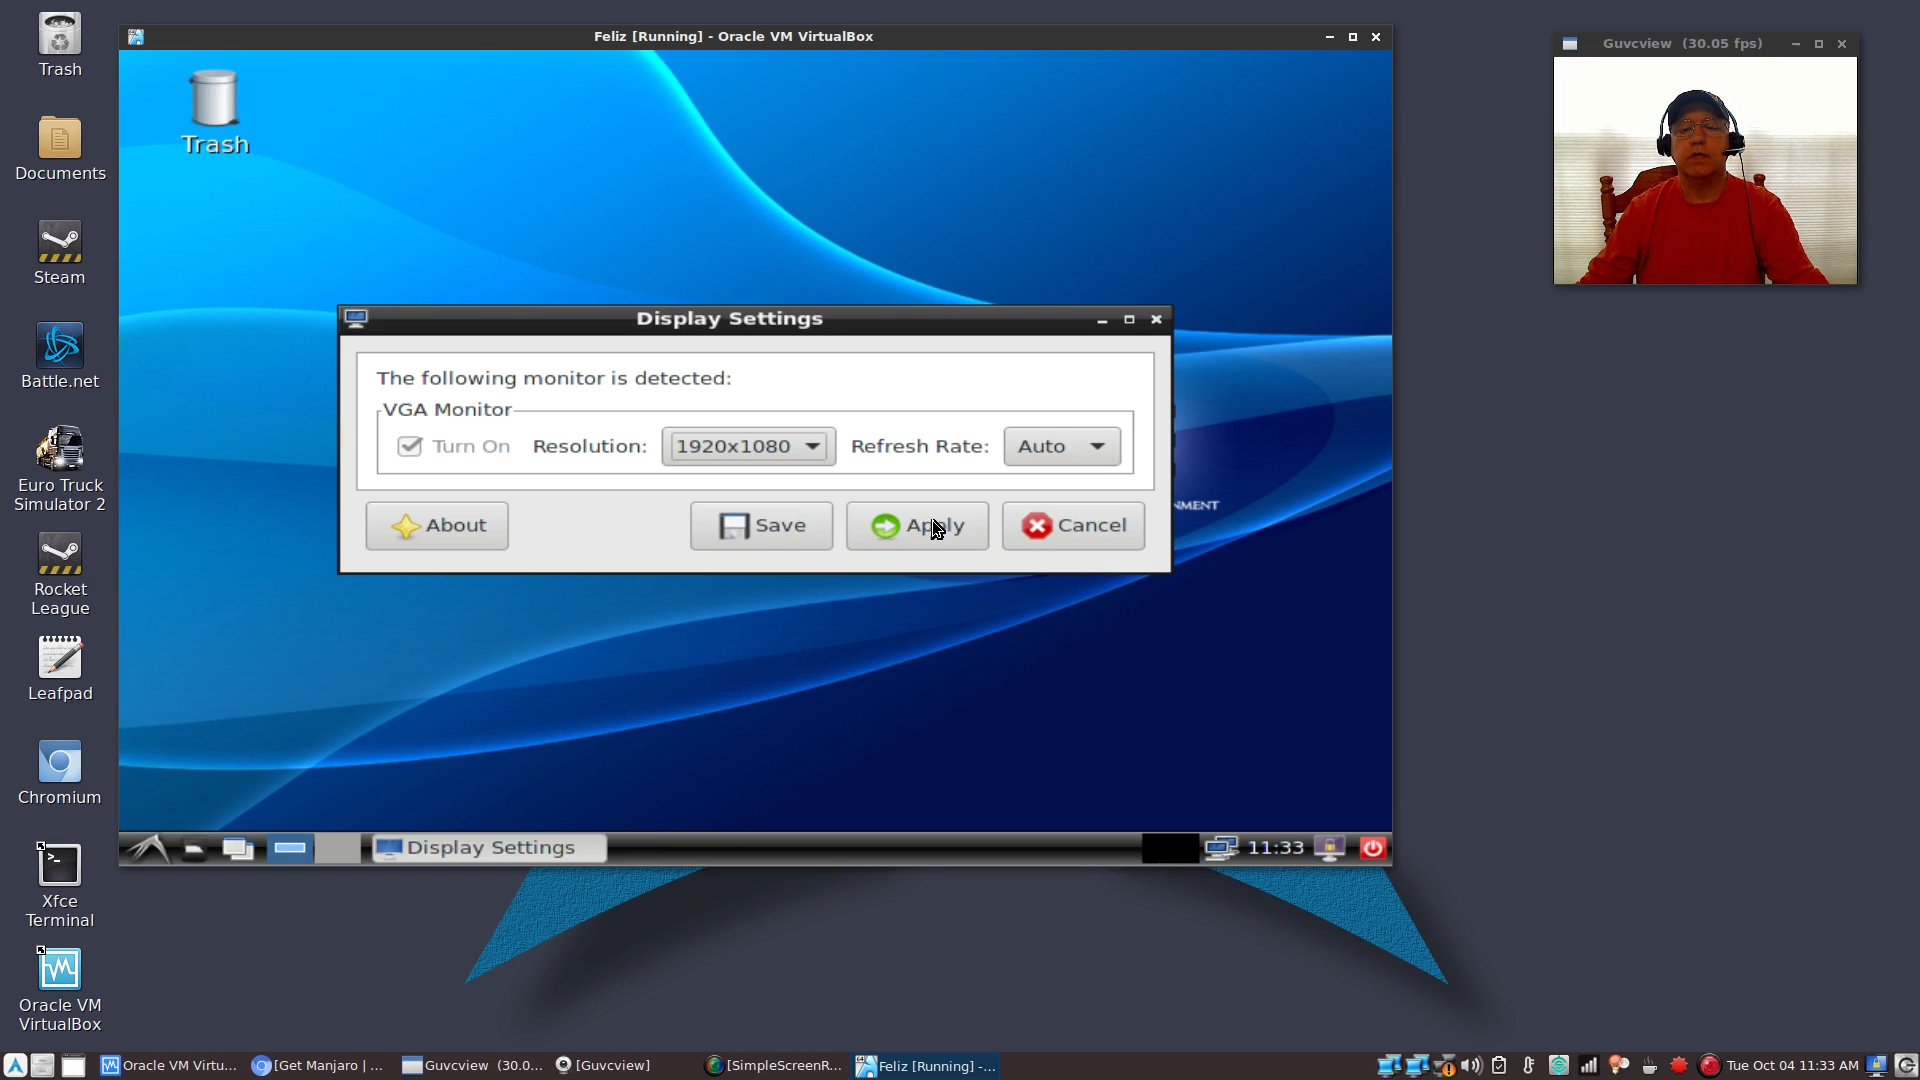 Trash
Documents
Steam
Battle.net
Euro Truck
Simulator 2
Rocket
League
Leafpad
Chromium
Xfce
Terminal
Oracle VM
VirtualBox
Feliz [Running] - Oracle VM VirtualBox
Trash
Display Settings
The following monitor is detected:
VGA Monitor
Turn On Resolution: 1920x1080 Refresh Rate: Auto
About Save Apply Cancel
NMENT
Display Settings
11:33
Guvcview (30.05 fps)
Oracle VM Virtu... [Get Manjaro | ... Guvcview (30.0... [Guvcview] [SimpleScreenR... Feliz [Running] -... Tue Oct 04 11:33 AM